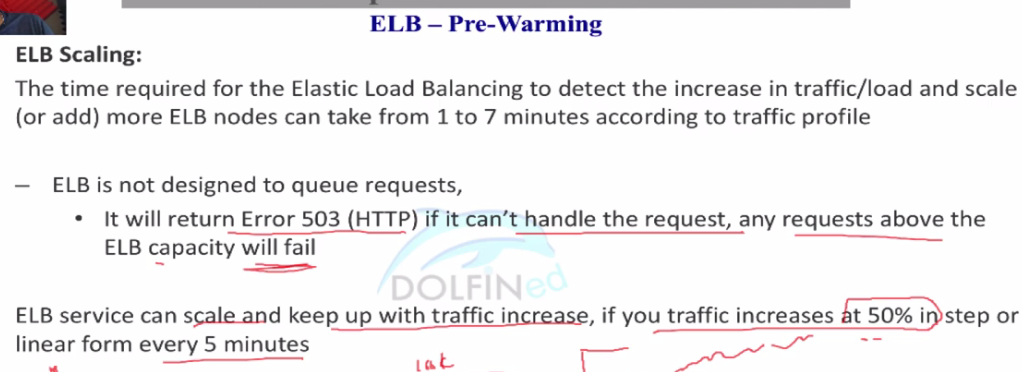 ELB – Pre-Warming
ELB Scaling:
The time required for the Elastic Load Balancing to detect the increase in traffic/load and scale
(or add) more ELB nodes can take from 1 to 7 minutes according to traffic profile
– ELB is not designed to queue requests,
• It will return Error 503 (HTTP) if it can't handle the request, any requests above the
ELB capacity will fail
DOLFINed
ELB service can scale and keep up with traffic increase, if you traffic increases at 50% in step or
linear form every 5 minutes